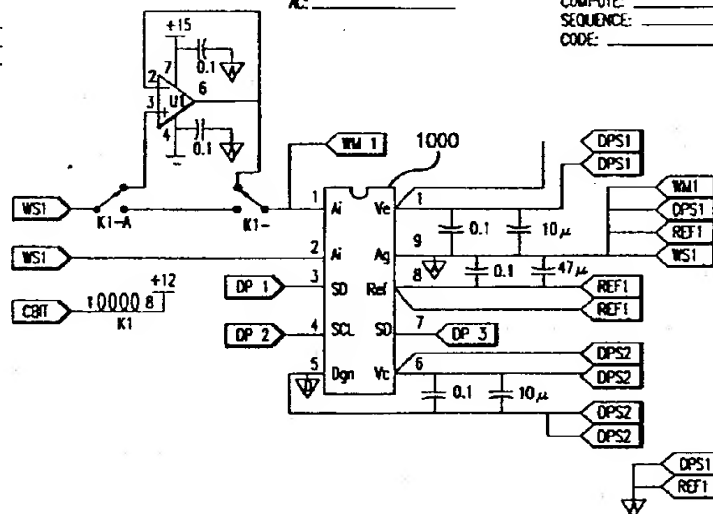 AC:
COMPUTE:
SEQUENCE:
CODE:
+15
7
0.1
2
6
3
U1
4
0.1
WM 1
1000
DPS1
DPS1
WS1
K1-A
K1-
1
Ai
Ve
1
0.1
10μ
WM1
DPS1
REF1
WS1
WS1
2
Ai
Ag
9
A
8
0.1
47μ
CBIT
1
8
+12
K1
DP 1
3
SD
Ref
REF1
REF1
DP 2
4
SCL
SD
7
DP 3
5
D
Dgn
Vc
6
DPS2
DPS2
0.1
10μ
DPS2
DPS2
DPS1
REF1